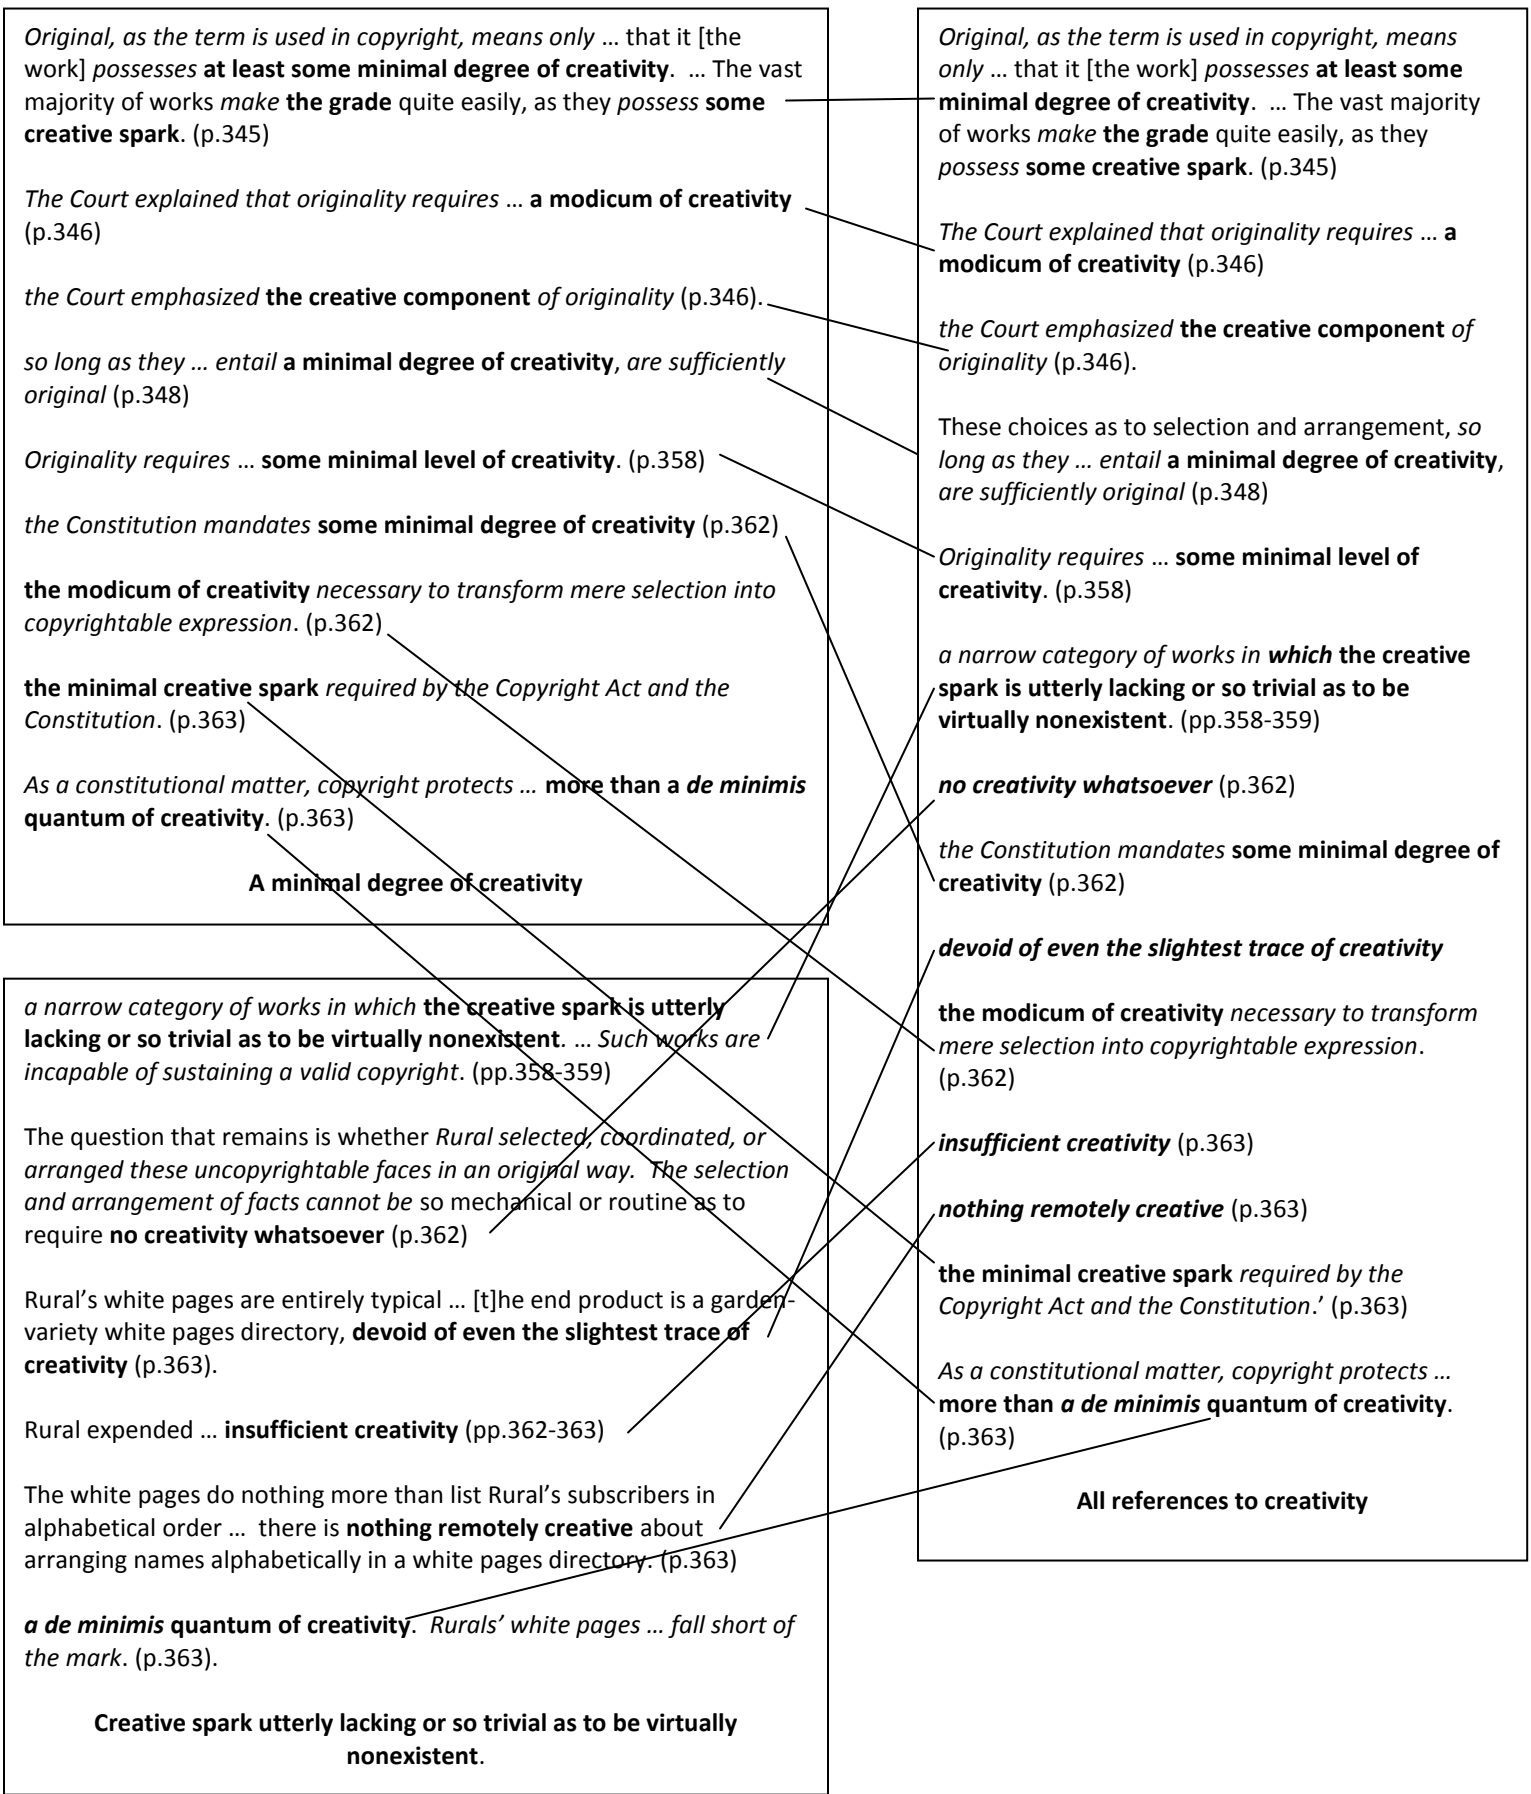 Original, as the term is used in copyright, means only … that it [the
work] possesses at least some minimal degree of creativity.  … The vast
majority of works make the grade quite easily, as they possess some
creative spark. (p.345)
The Court explained that originality requires … a modicum of creativity
(p.346)
the Court emphasized the creative component of originality (p.346).
so long as they … entail a minimal degree of creativity, are sufficiently
original (p.348)
Originality requires … some minimal level of creativity. (p.358)
the Constitution mandates some minimal degree of creativity (p.362)
the modicum of creativity necessary to transform mere selection into
copyrightable expression. (p.362)
the minimal creative spark required by the Copyright Act and the
Constitution. (p.363)
As a constitutional matter, copyright protects … more than a de minimis
quantum of creativity. (p.363)
A minimal degree of creativity
a narrow category of works in which the creative spark is utterly
lacking or so trivial as to be virtually nonexistent. … Such works are
incapable of sustaining a valid copyright. (pp.358-359)
The question that remains is whether Rural selected, coordinated, or
arranged these uncopyrightable faces in an original way.  The selection
and arrangement of facts cannot be so mechanical or routine as to
require no creativity whatsoever (p.362)
Rural’s white pages are entirely typical … [t]he end product is a garden-
variety white pages directory, devoid of even the slightest trace of
creativity (p.363).
Rural expended … insufficient creativity (pp.362-363)
The white pages do nothing more than list Rural’s subscribers in
alphabetical order …  there is nothing remotely creative about
arranging names alphabetically in a white pages directory. (p.363)
a de minimis quantum of creativity.  Rurals’ white pages … fall short of
the mark. (p.363).
Creative spark utterly lacking or so trivial as to be virtually
nonexistent.
Original, as the term is used in copyright, means
only … that it [the work] possesses at least some
minimal degree of creativity.  … The vast majority
of works make the grade quite easily, as they
possess some creative spark. (p.345)
The Court explained that originality requires … a
modicum of creativity (p.346)
the Court emphasized the creative component of
originality (p.346).
These choices as to selection and arrangement, so
long as they … entail a minimal degree of creativity,
are sufficiently original (p.348)
Originality requires … some minimal level of
creativity. (p.358)
a narrow category of works in which the creative
spark is utterly lacking or so trivial as to be
virtually nonexistent. (pp.358-359)
no creativity whatsoever (p.362)
the Constitution mandates some minimal degree of
creativity (p.362)
devoid of even the slightest trace of creativity
the modicum of creativity necessary to transform
mere selection into copyrightable expression.
(p.362)
insufficient creativity (p.363)
nothing remotely creative (p.363)
the minimal creative spark required by the
Copyright Act and the Constitution.’ (p.363)
As a constitutional matter, copyright protects …
more than a de minimis quantum of creativity.
(p.363)
All references to creativity